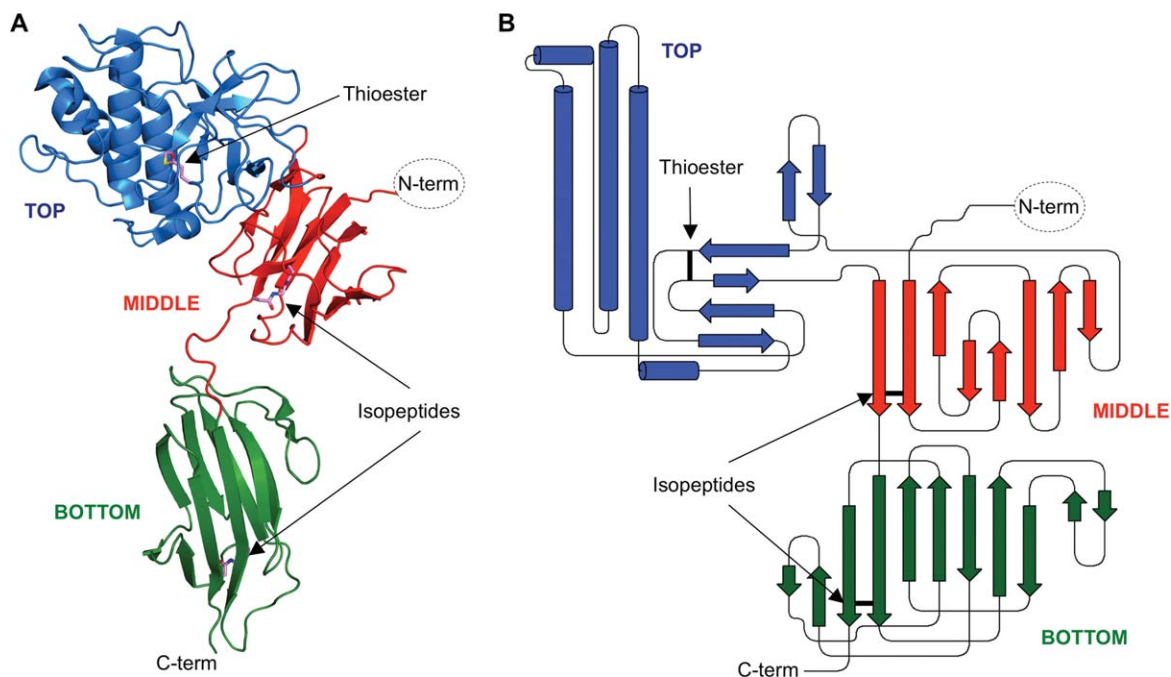 A
Thioester
N-term
TOP
MIDDLE
Isopeptides
BOTTOM
C-term
B
TOP
Thioester
N-term
MIDDLE
Isopeptides
BOTTOM
C-term